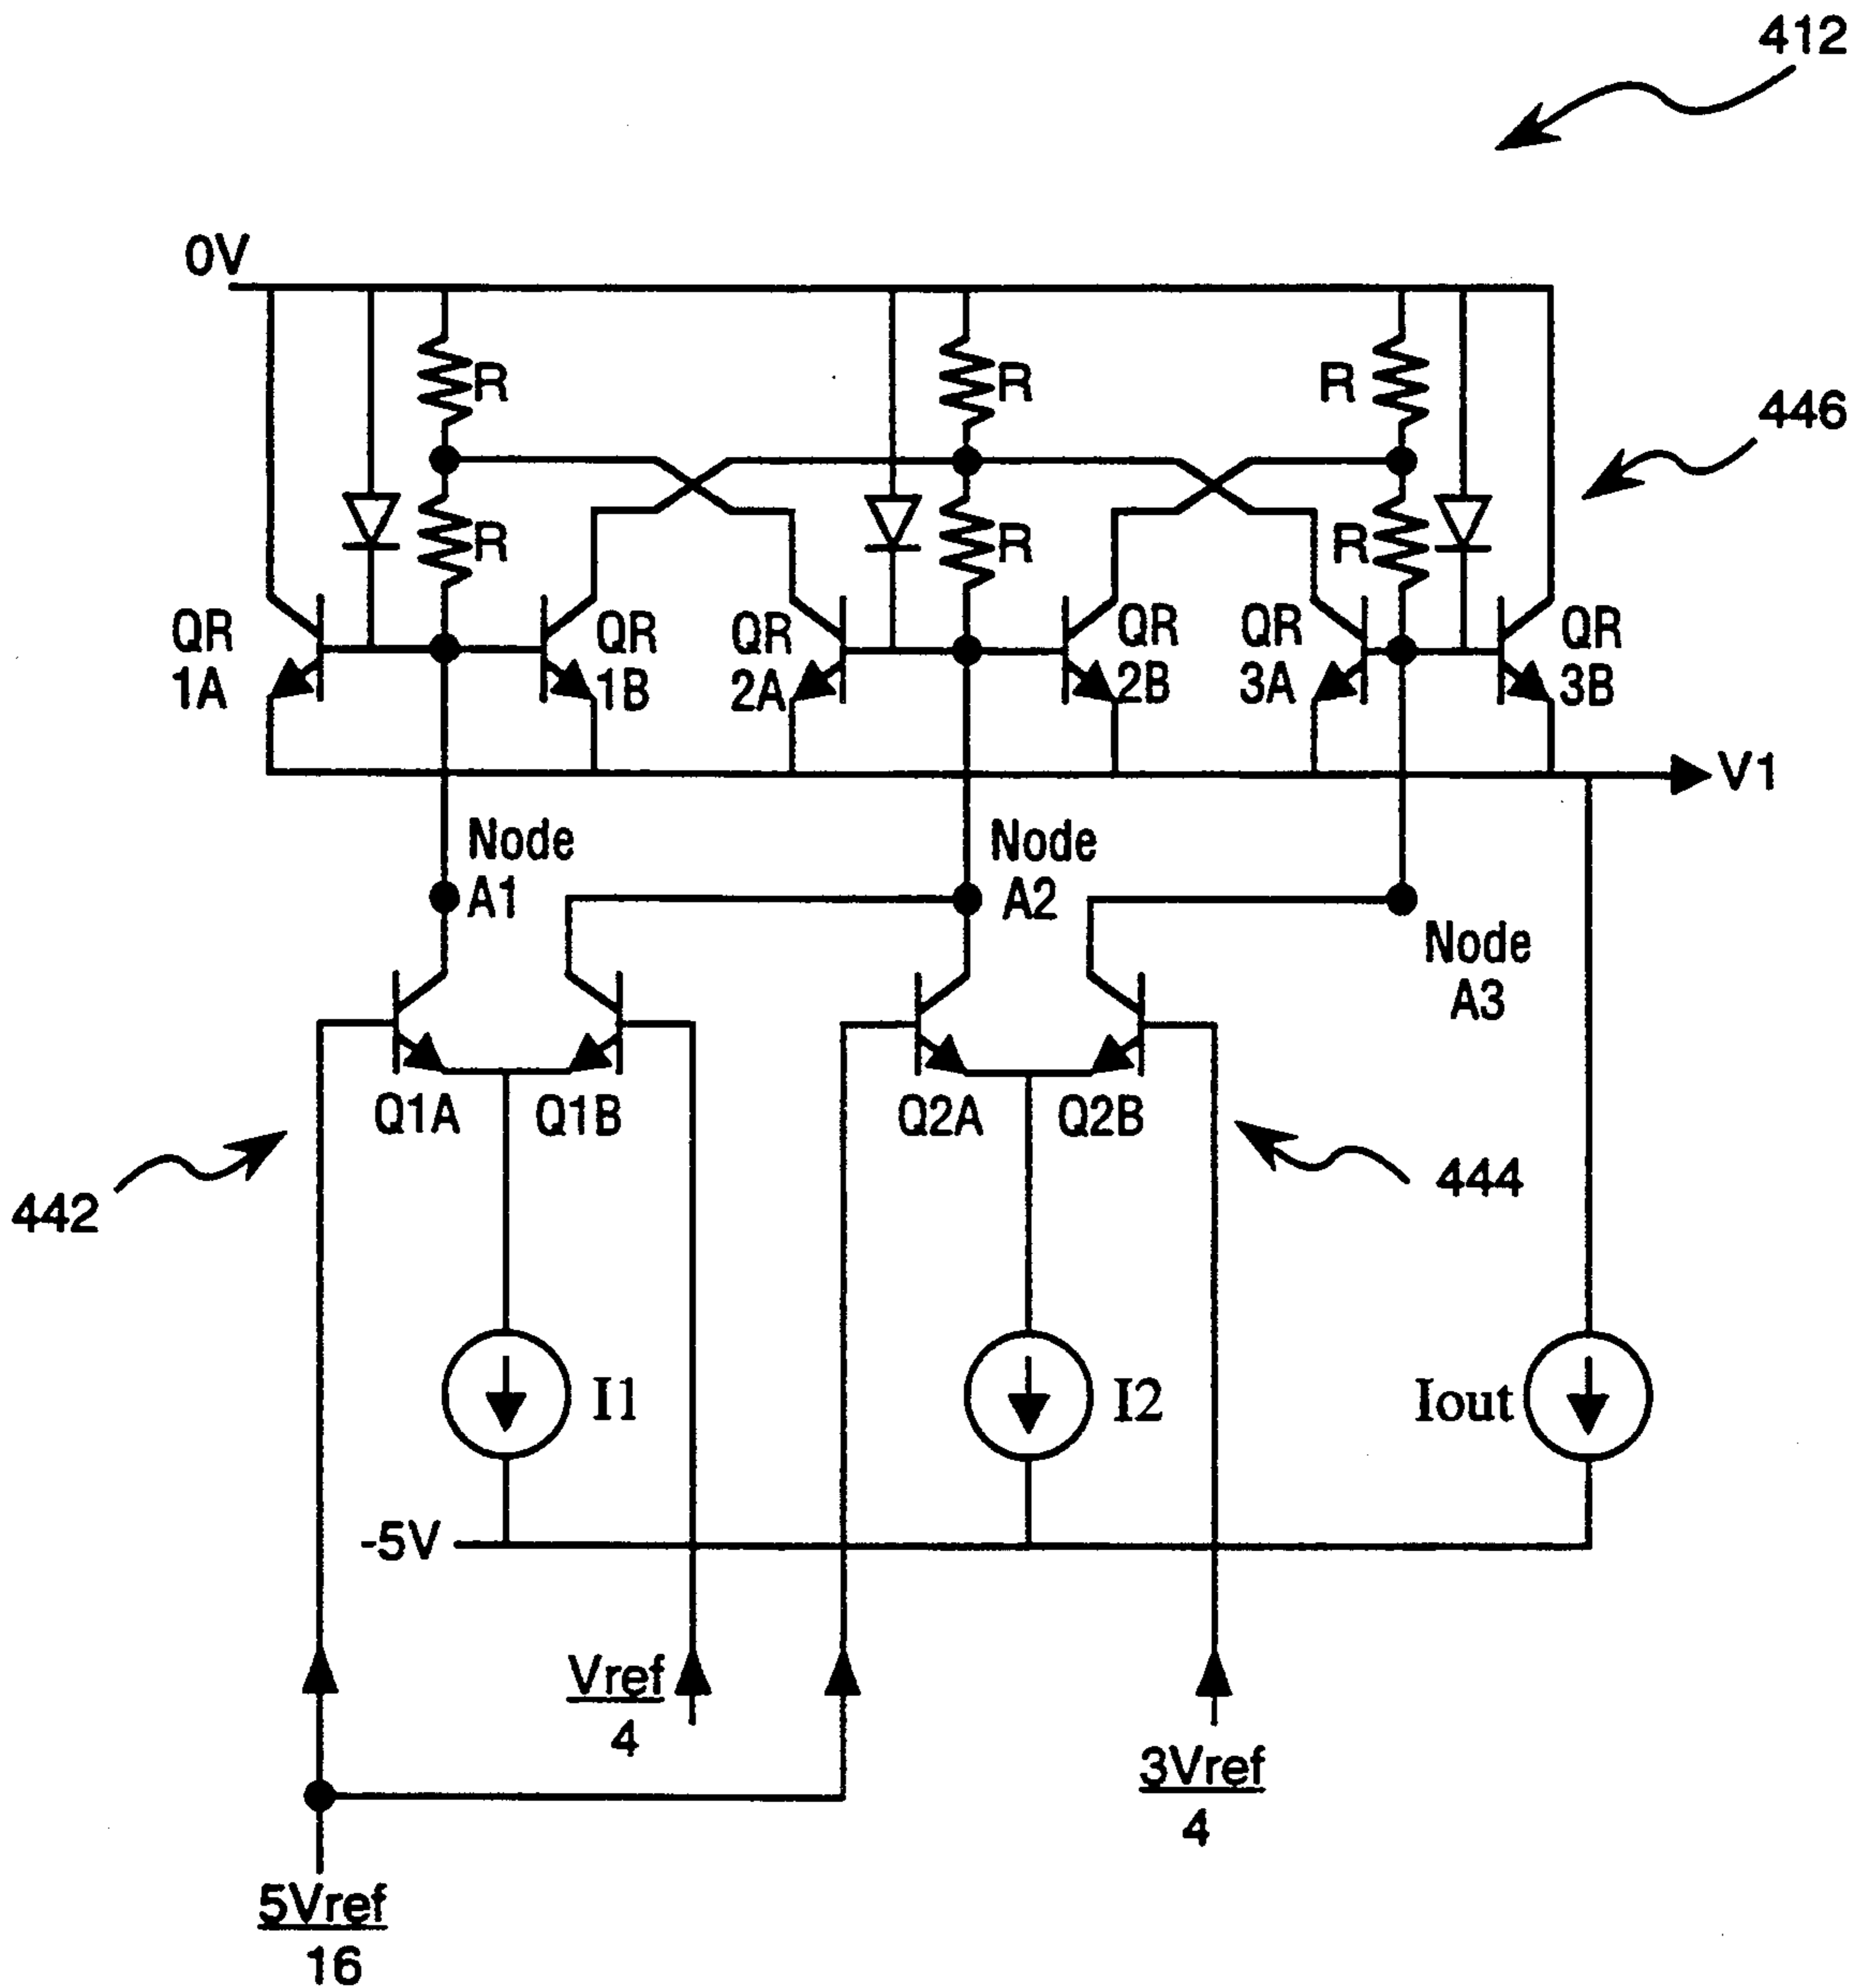 412
0V
R
R
R
446
R
R
R
QR
1A
QR
1B
QR
2A
QR
2B
QR
3A
QR
3B
V1
Node
A1
Node
A2
Node
A3
Q1A
Q1B
Q2A
Q2B
442
444
I1
I2
Iout
-5V
Vref
4
3Vref
4
5Vref
16